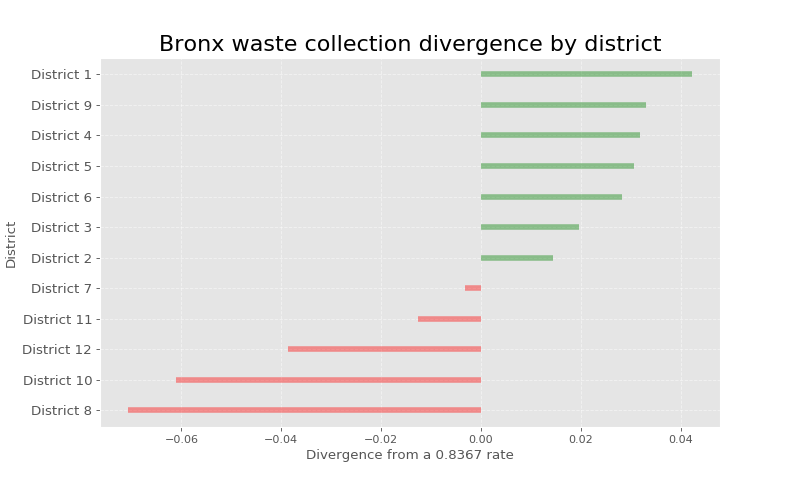 Bronx waste collection divergence by district
District 1
District 9
District 4
District 5
District 6
District 3
District 2
District 7
District 11
District 12
District 10
District 8
District
−0.06 −0.04 −0.02 0.00 0.02 0.04
Divergence from a 0.8367 rate